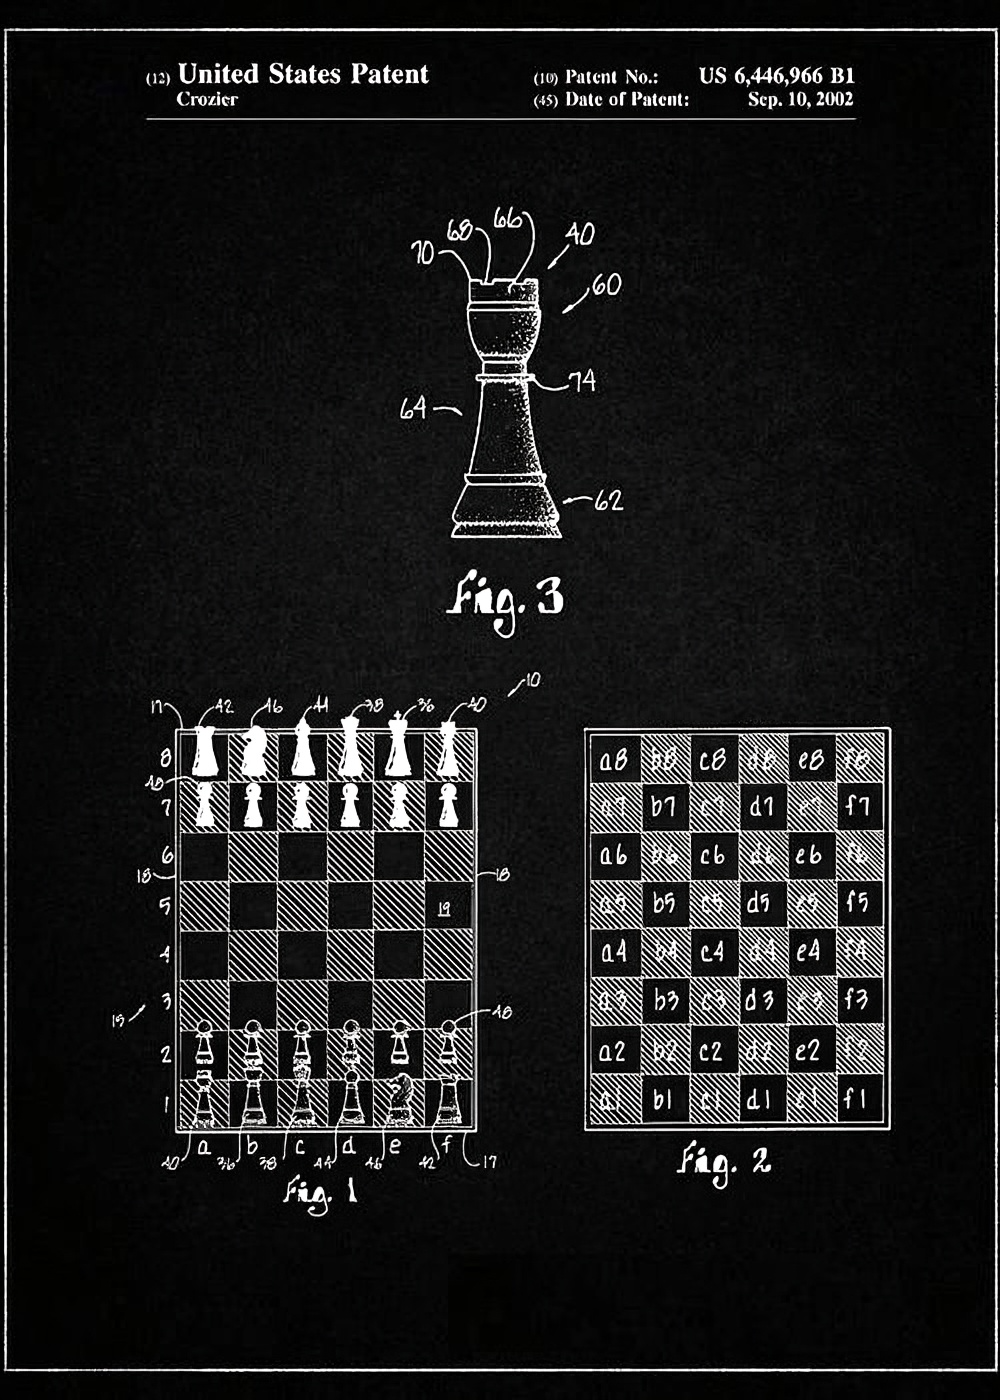 (12) United States Patent
Crozier
(10) Patent No.: US 6,446,966 B1
(45) Date of Patent: Sep. 10, 2002
70 68 66 40
60
74
64
62
Fig. 3
10
17 42 46 44 38 36 40
8
48
7
6
18 18
5 19
4
3
15 48
2
1
a b c d e f
40 36 38 44 46 42 17
Fig. 1
a8 b8 c8 d8 e8 f8
a7 b7 c7 d7 e7 f7
a6 b6 c6 d6 e6 f6
a5 b5 c5 d5 e5 f5
a4 b4 c4 d4 e4 f4
a3 b3 c3 d3 e3 f3
a2 b2 c2 d2 e2 f2
a1 b1 c1 d1 e1 f1
Fig. 2